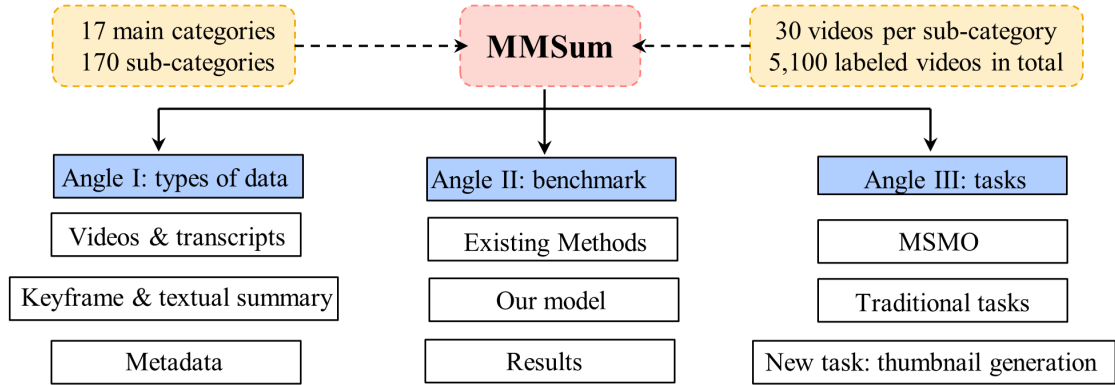 17 main categories
170 sub-categories
MMSum
30 videos per sub-category
5,100 labeled videos in total
Angle I: types of data
Videos & transcripts
Keyframe & textual summary
Metadata
Angle II: benchmark
Existing Methods
Our model
Results
Angle III: tasks
MSMO
Traditional tasks
New task: thumbnail generation